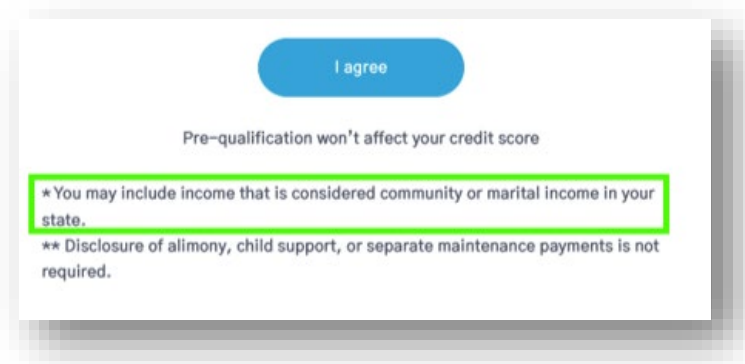 I agree
Pre-qualification won't affect your credit score
*You may include income that is considered community or marital income in your
state.
** Disclosure of alimony, child support, or separate maintenance payments is not
required.